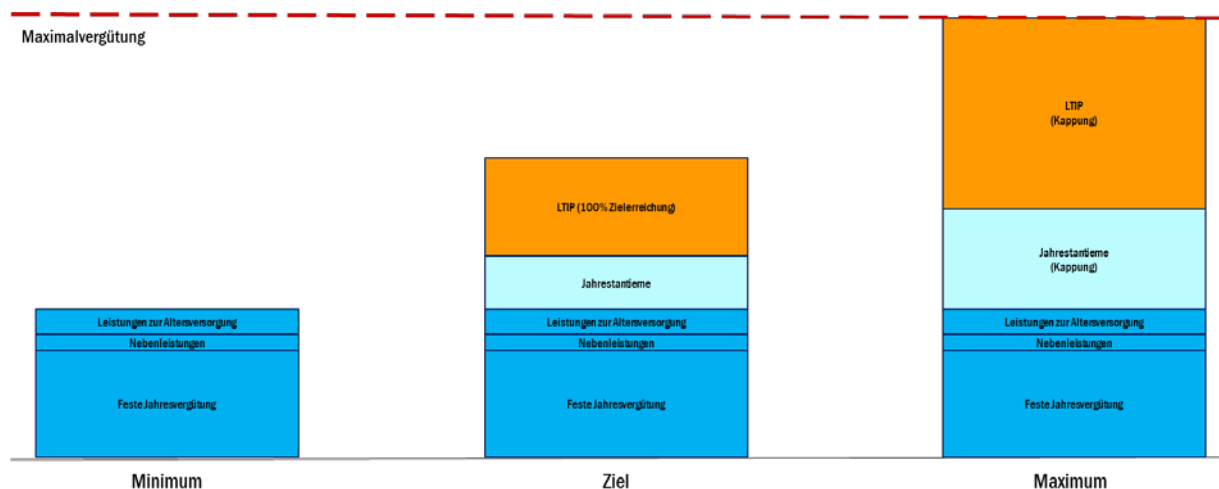 Maximalvergütung
LTIP
(Kappung)
LTIP (100% Zielerreichung)
Jahrestantieme
(Kappung)
Jahrestantieme
Leistungen zur Altersversorgung
Leistungen zur Altersversorgung
Leistungen zur Altersversorgung
Nebenleistungen
Nebenleistungen
Nebenleistungen
Feste Jahresvergütung
Feste Jahresvergütung
Feste Jahresvergütung
Minimum
Ziel
Maximum